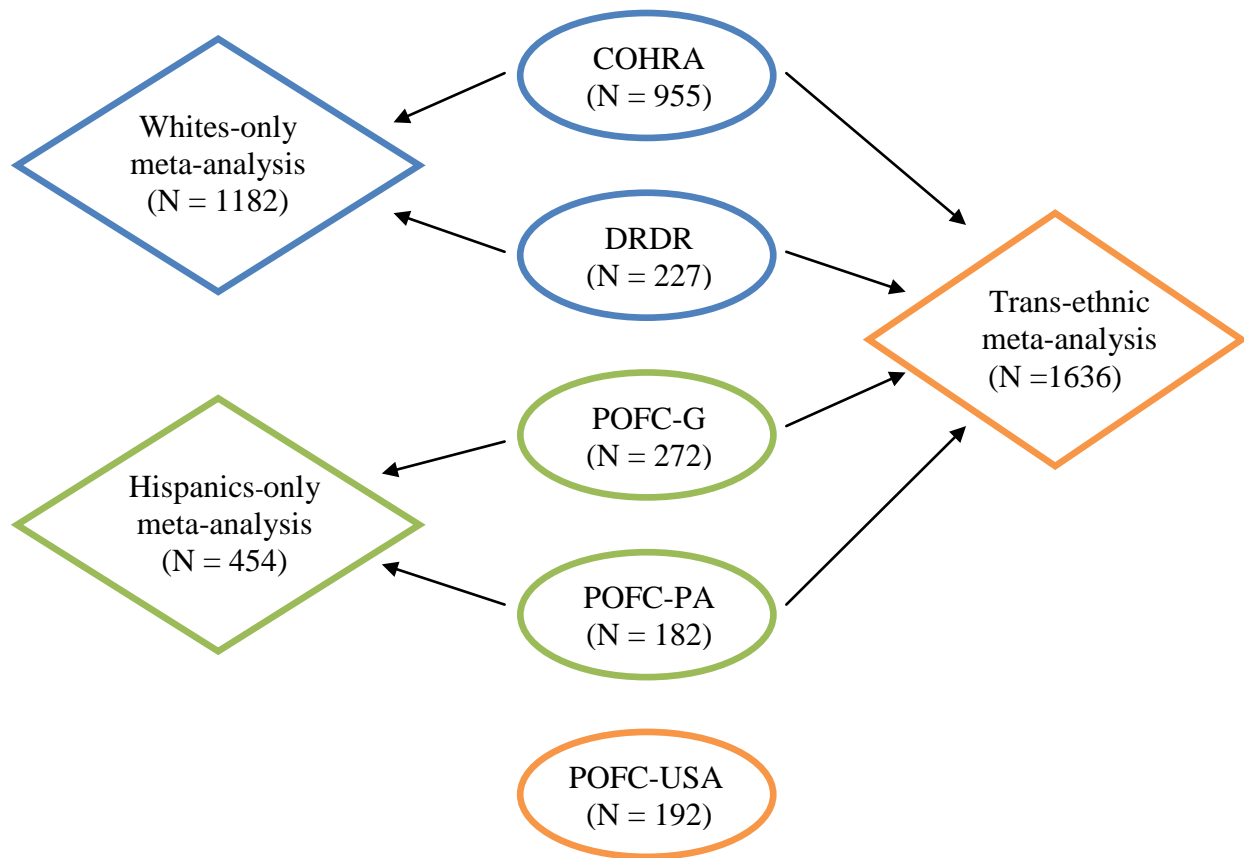 COHRA
(N = 955)
Whites-only
meta-analysis
(N = 1182)
DRDR
(N = 227)
Trans-ethnic
meta-analysis
(N =1636)
POFC-G
(N = 272)
Hispanics-only
meta-analysis
(N = 454)
POFC-PA
(N = 182)
POFC-USA
(N = 192)